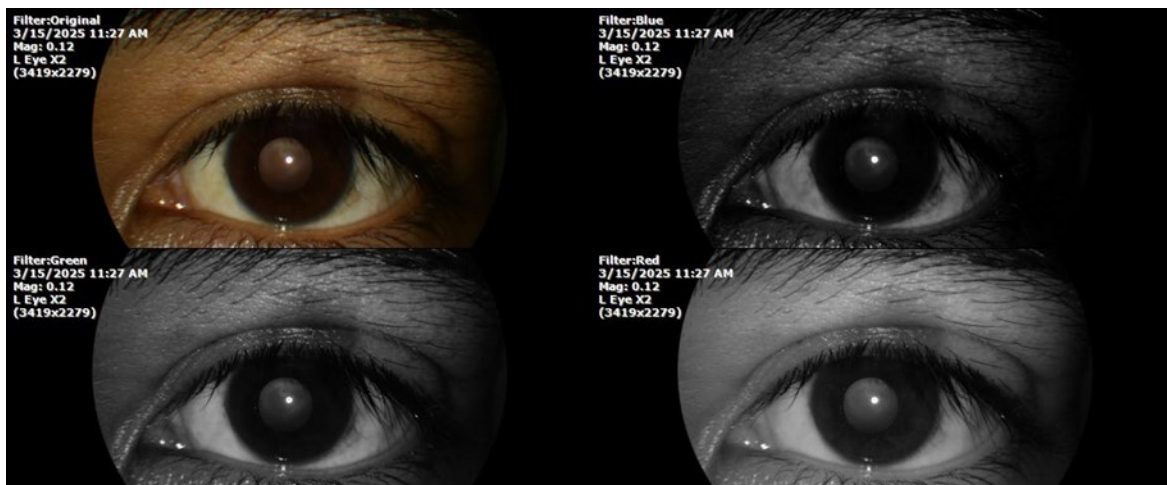 Filter:Original
3/15/2025 11:27 AM
Mag: 0.12
L Eye X2
(3419x2279)
Filter:Blue
3/15/2025 11:27 AM
Mag: 0.12
L Eye X2
(3419x2279)
Filter:Green
3/15/2025 11:27 AM
Mag: 0.12
L Eye X2
(3419x2279)
Filter:Red
3/15/2025 11:27 AM
Mag: 0.12
L Eye X2
(3419x2279)